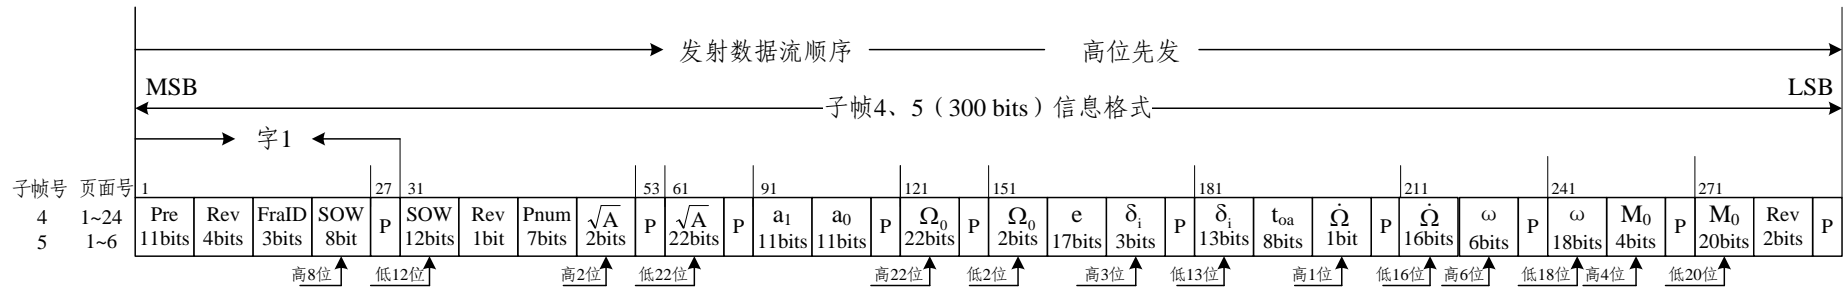 发射数据流顺序 高位先发
MSB LSB
子帧4、5（300 bits）信息格式
字1
子帧号 页面号 1 27 31 53 61 91 121 151 181 211 241 271
4 1~24 Pre Rev FraID SOW P SOW Rev Pnum √A P √A P a₁ a₀ P Ω₀ P Ω₀ e δᵢ P δᵢ tₒₐ Ω̇ P Ω̇ ω P ω M₀ P M₀ Rev P
5 1~6 11bits 4bits 3bits 8bit 12bits 1bit 7bits 2bits 22bits 11bits 11bits 22bits 2bits 17bits 3bits 13bits 8bits 1bit 16bits 6bits 18bits 4bits 20bits 2bits
高8位 低12位 高2位 低22位 高22位 低2位 高3位 低13位 高1位 低16位 高6位 低18位 高4位 低20位